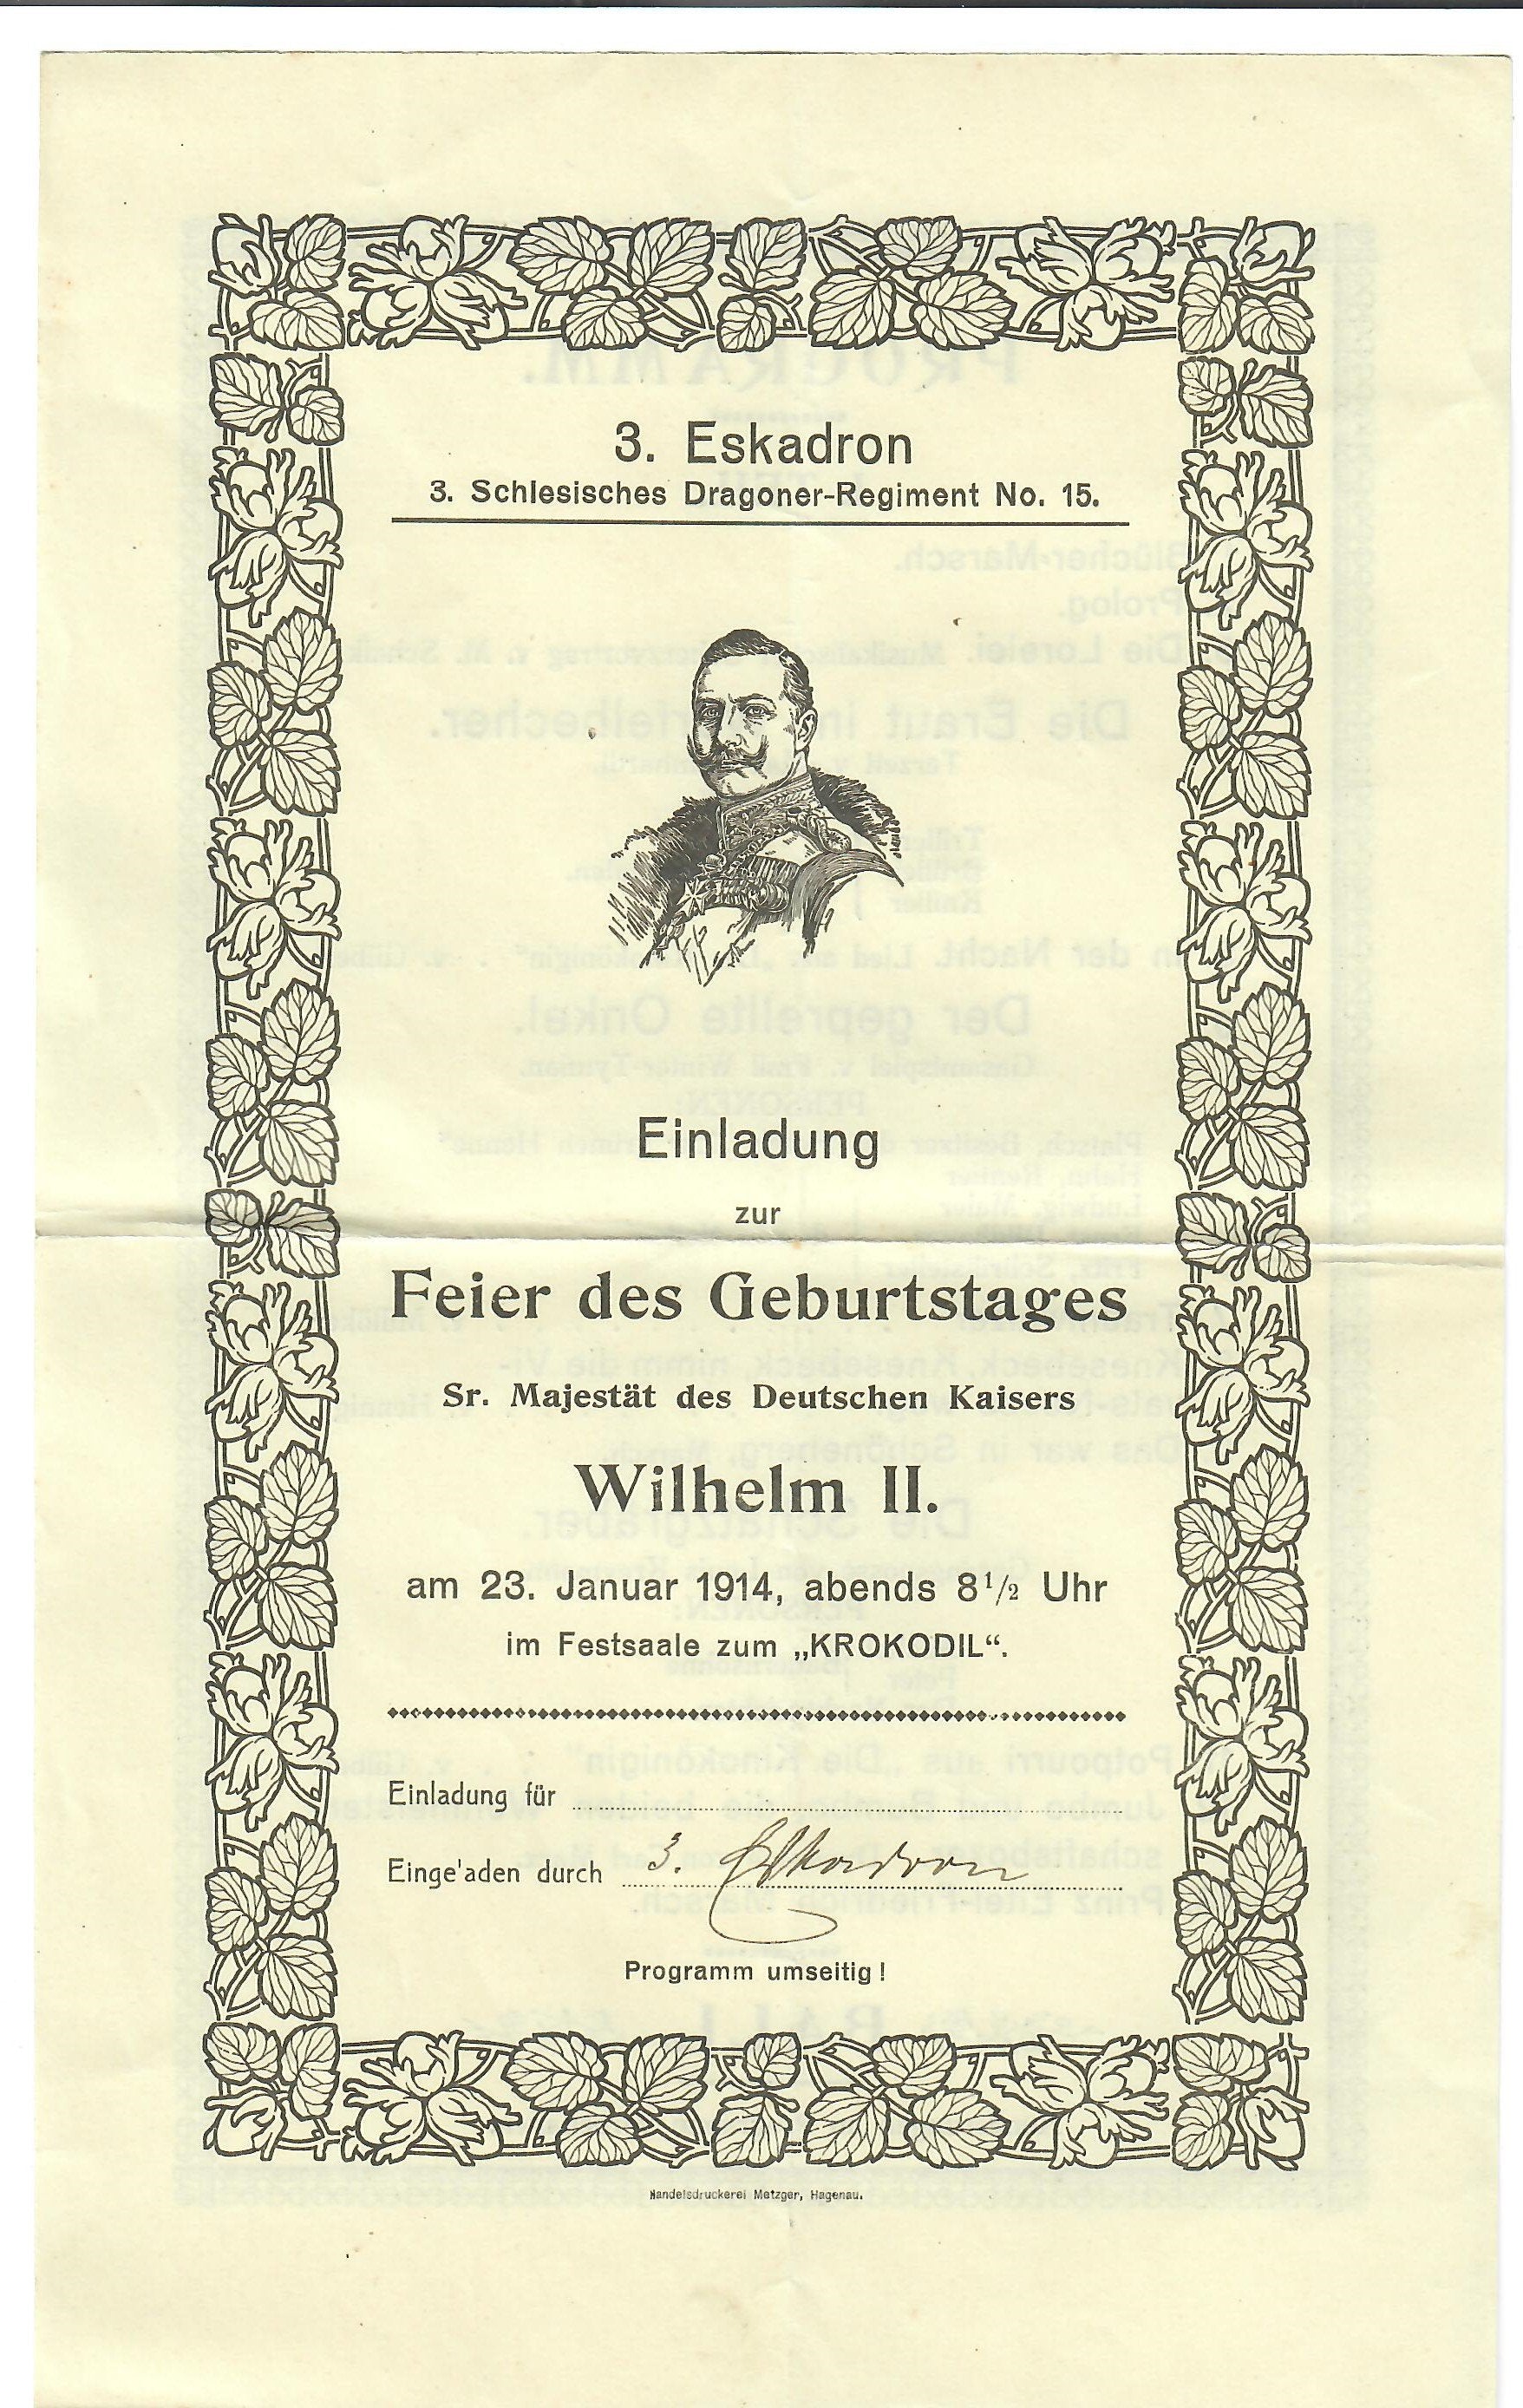 3. Eskadron
3. Schlesisches Dragoner-Regiment No. 15.
Einladung
zur
Feier des Geburtstages
Sr. Majestät des Deutschen Kaisers
Wilhelm II.
am 23. Januar 1914, abends 8 1/2 Uhr
im Festsaale zum „KROKODIL“.
Einladung für
Einge'aden durch 3. Eskadron
Programm umseitig!
Handelsdruckerei Metzger, Hagenau.